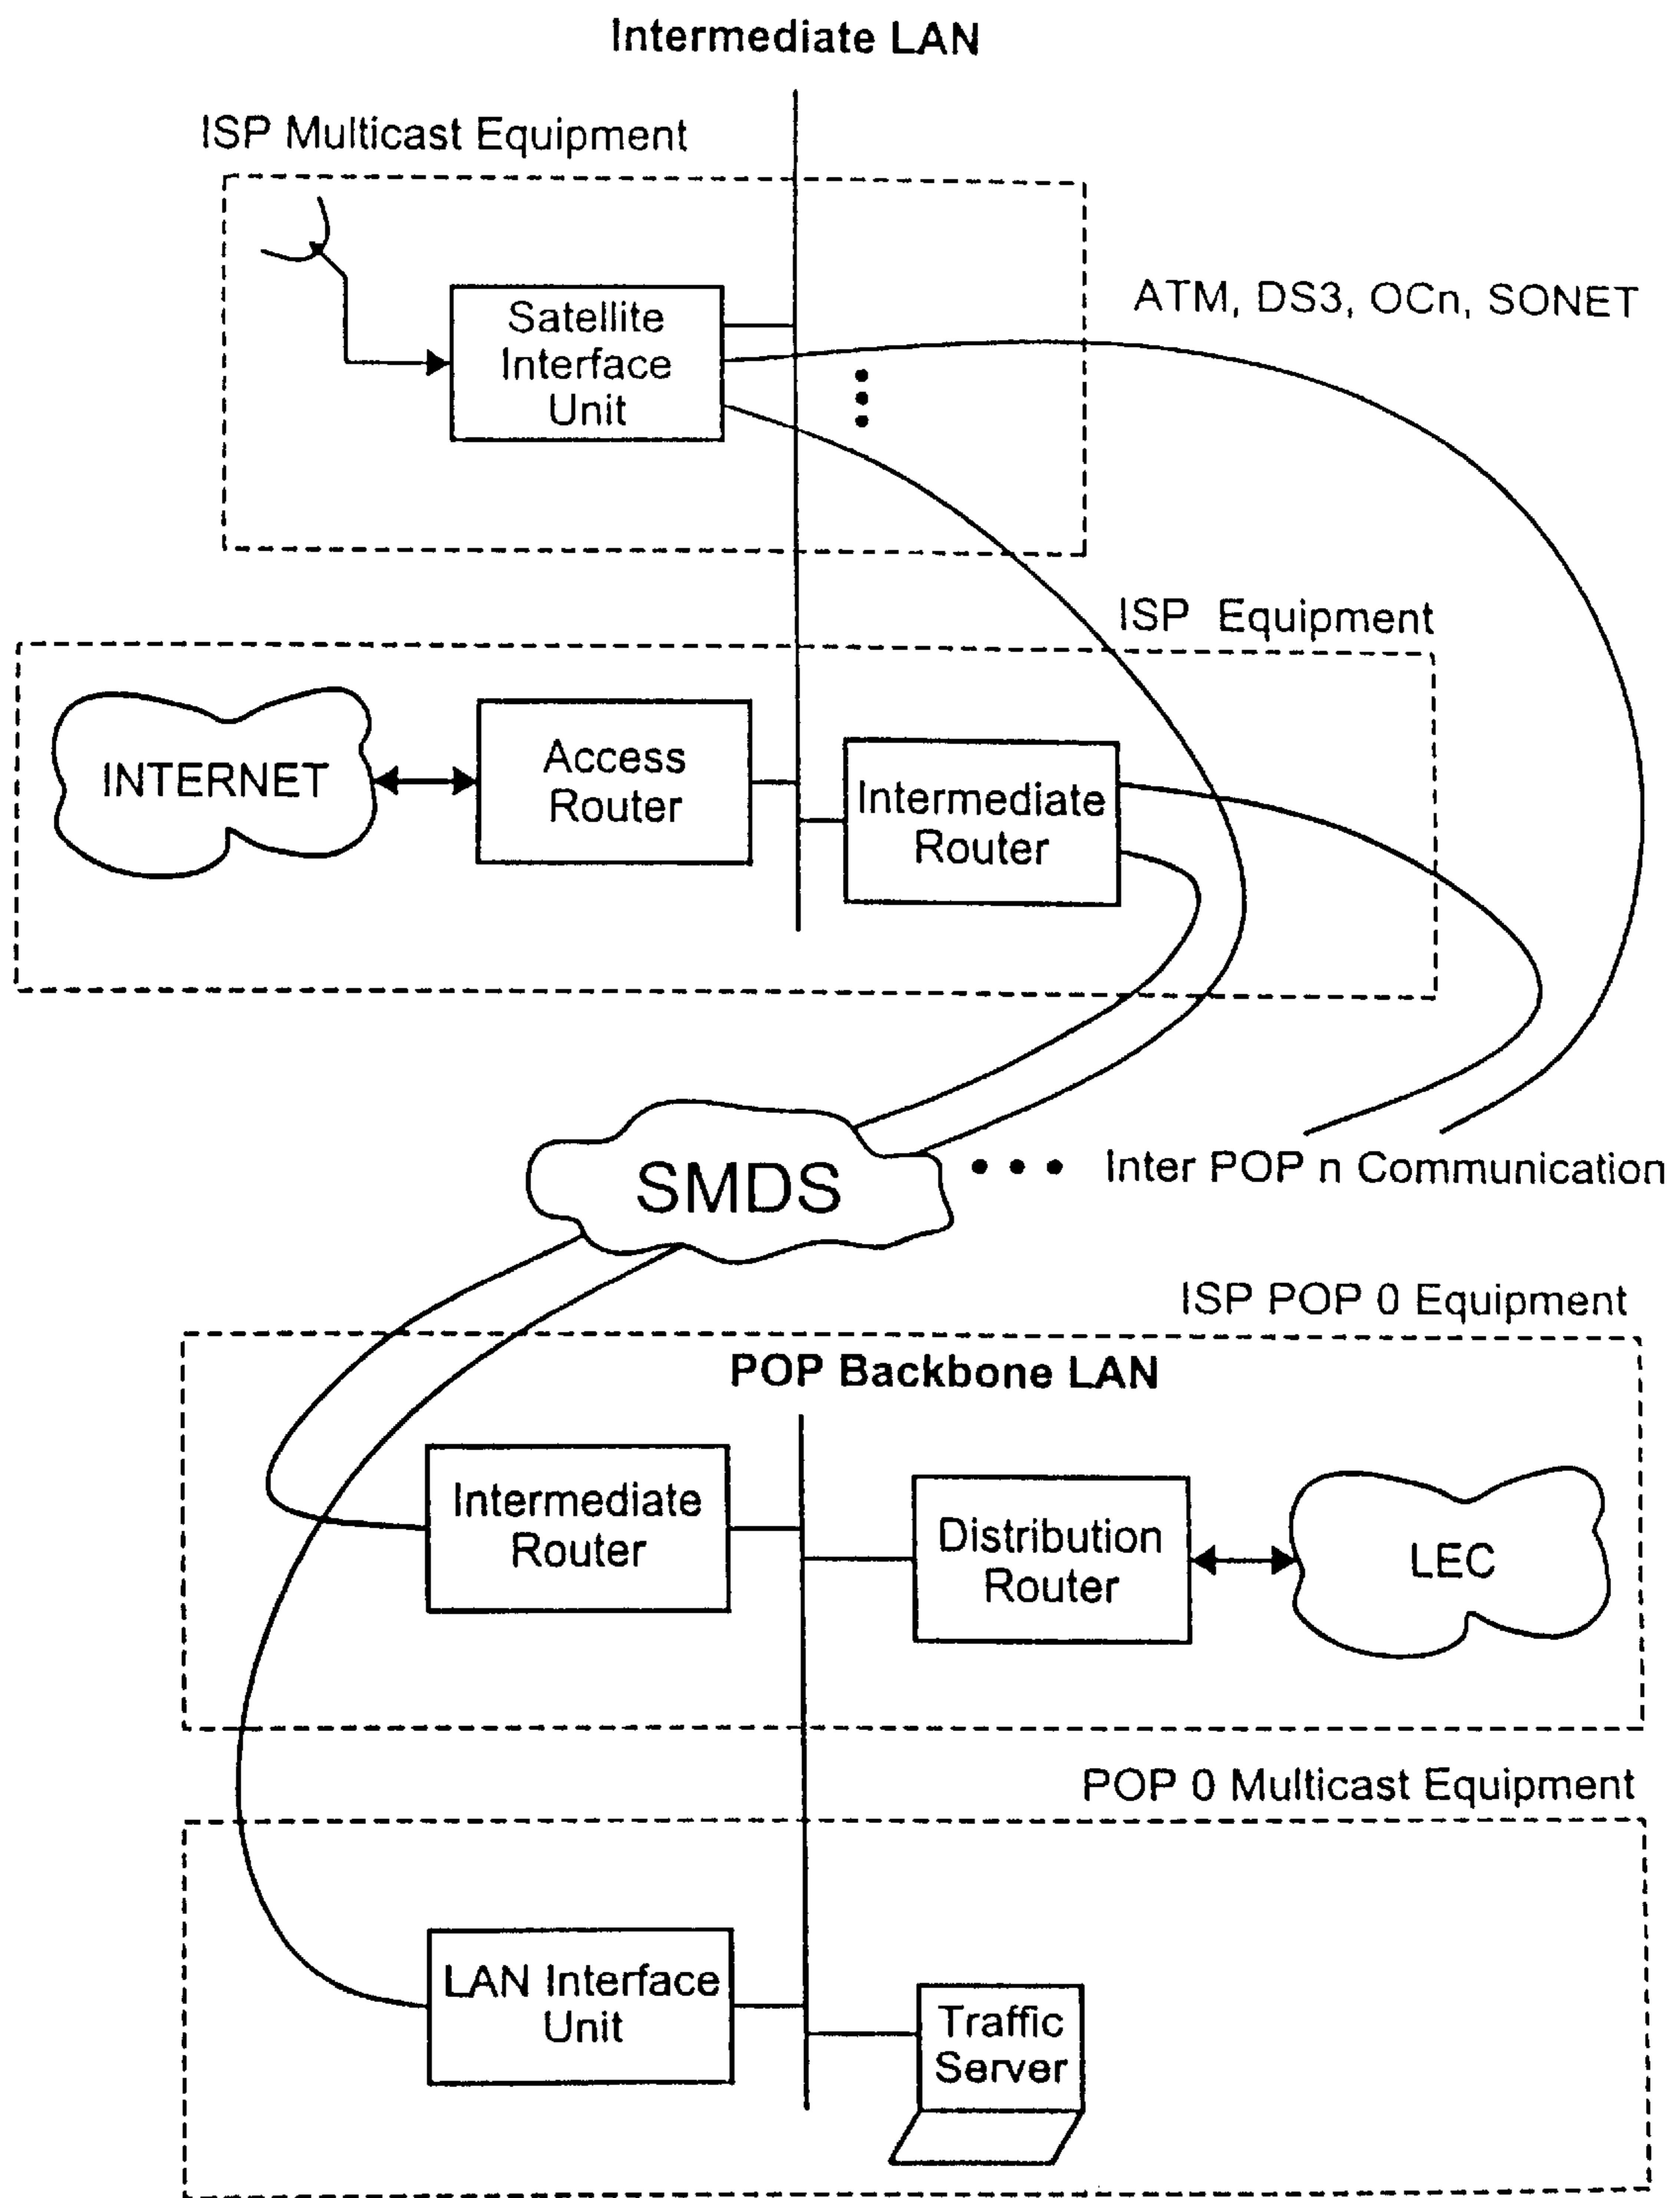 Intermediate LAN
ISP Multicast Equipment
Satellite
Interface
Unit
ATM, DS3, OCn, SONET
ISP Equipment
INTERNET
Access
Router
Intermediate
Router
SMDS
Inter POP n Communication
ISP POP 0 Equipment
POP Backbone LAN
Intermediate
Router
Distribution
Router
LEC
POP 0 Multicast Equipment
LAN Interface
Unit
Traffic
Server